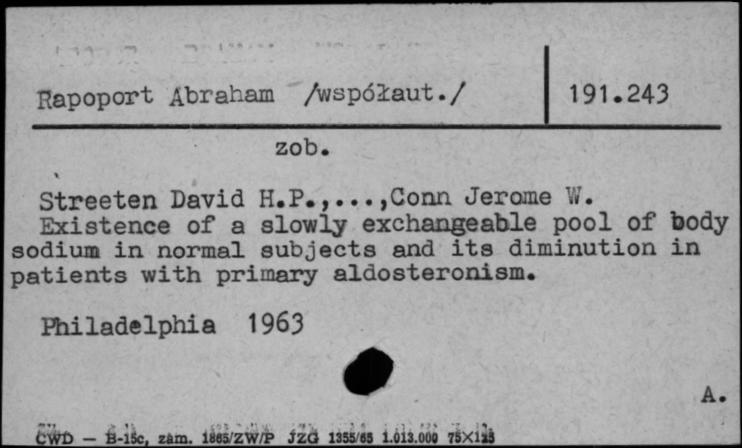 Rapoport Abraham /współaut./ 191.243
zob.
Streeten David H.P.,...,Conn Jerome W.
Existence of a slowly exchangeable pool of body
sodium in normal subjects and its diminution in
patients with primary aldosteronism.
Philadelphia 1963
A.
CWD — B-15c, zam. 1865/ZW/P JZG 1355/65 1.013.000 75×125